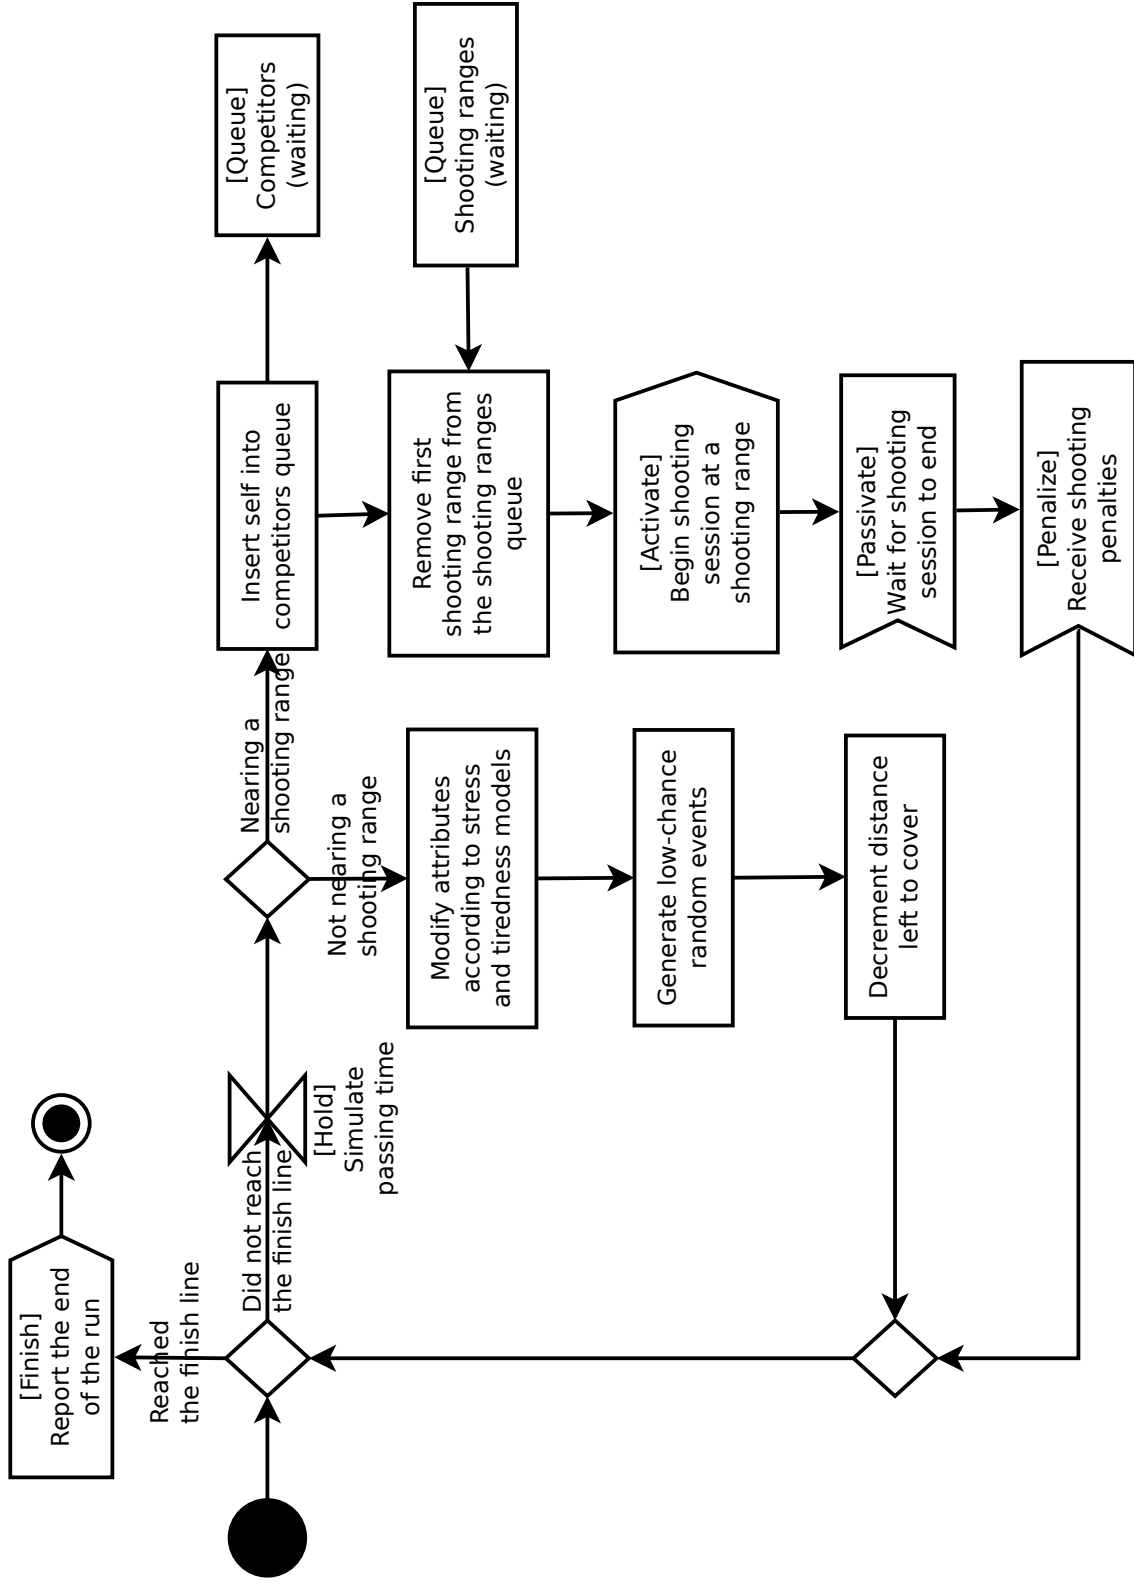 [Finish]
Report the end
of the run
Reached
the finish line
Did not reach
the finish line
[Hold]
Simulate
passing time
Nearing a
shooting range
Not nearing a
shooting range
Insert self into
competitors queue
[Queue]
Competitors
(waiting)
[Queue]
Shooting ranges
(waiting)
Remove first
shooting range from
the shooting ranges
queue
[Activate]
Begin shooting
session at a
shooting range
[Passivate]
Wait for shooting
session to end
[Penalize]
Receive shooting
penalties
Modify attributes
according to stress
and tiredness models
Generate low-chance
random events
Decrement distance
left to cover